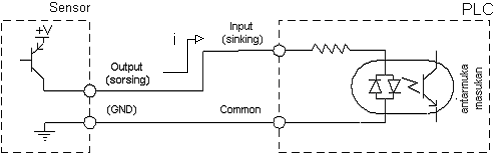 Sensor
PLC
+V
i
Input
(sinking)
Output
(sorsing)
(GND)
Common
antarmuka
masukan